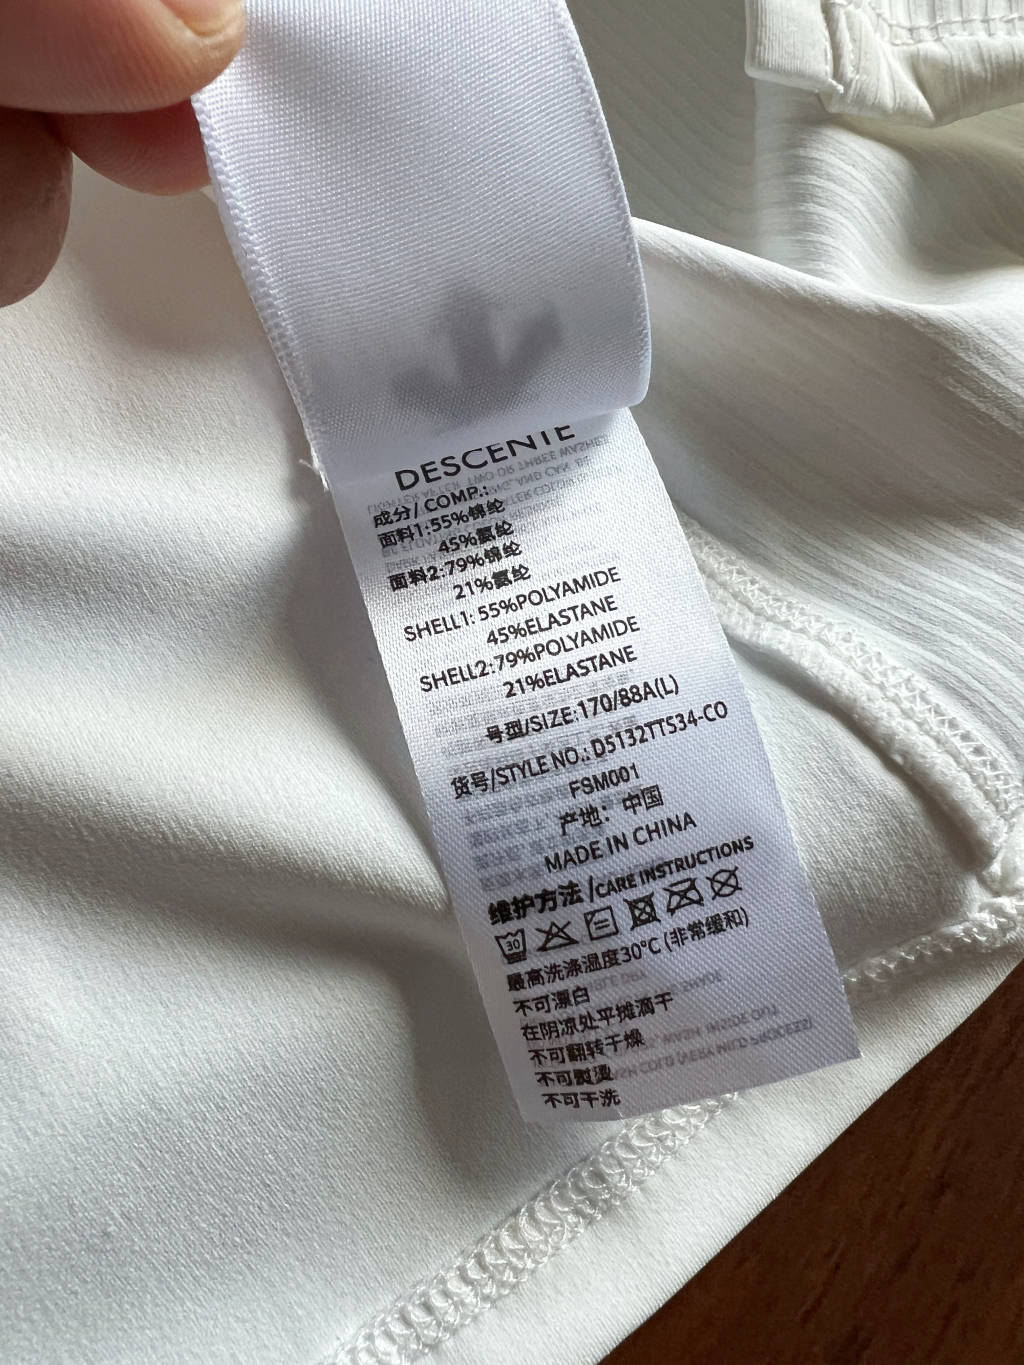 DESCENTE
成分/ COMP.:
面料1:55%锦纶
45%氨纶
面料2:79%锦纶
21%氨纶
SHELL1: 55%POLYAMIDE
45%ELASTANE
SHELL2:79%POLYAMIDE
21%ELASTANE
号型/SIZE:170/88A(L)
货号/STYLE NO.: D5132TTS34-CO
FSM001
产地：中国
MADE IN CHINA
维护方法 /CARE INSTRUCTIONS
30
最高洗涤温度30°C (非常缓和)
不可漂白
在阴凉处平摊滴干
不可翻转干燥
不可熨烫
不可干洗